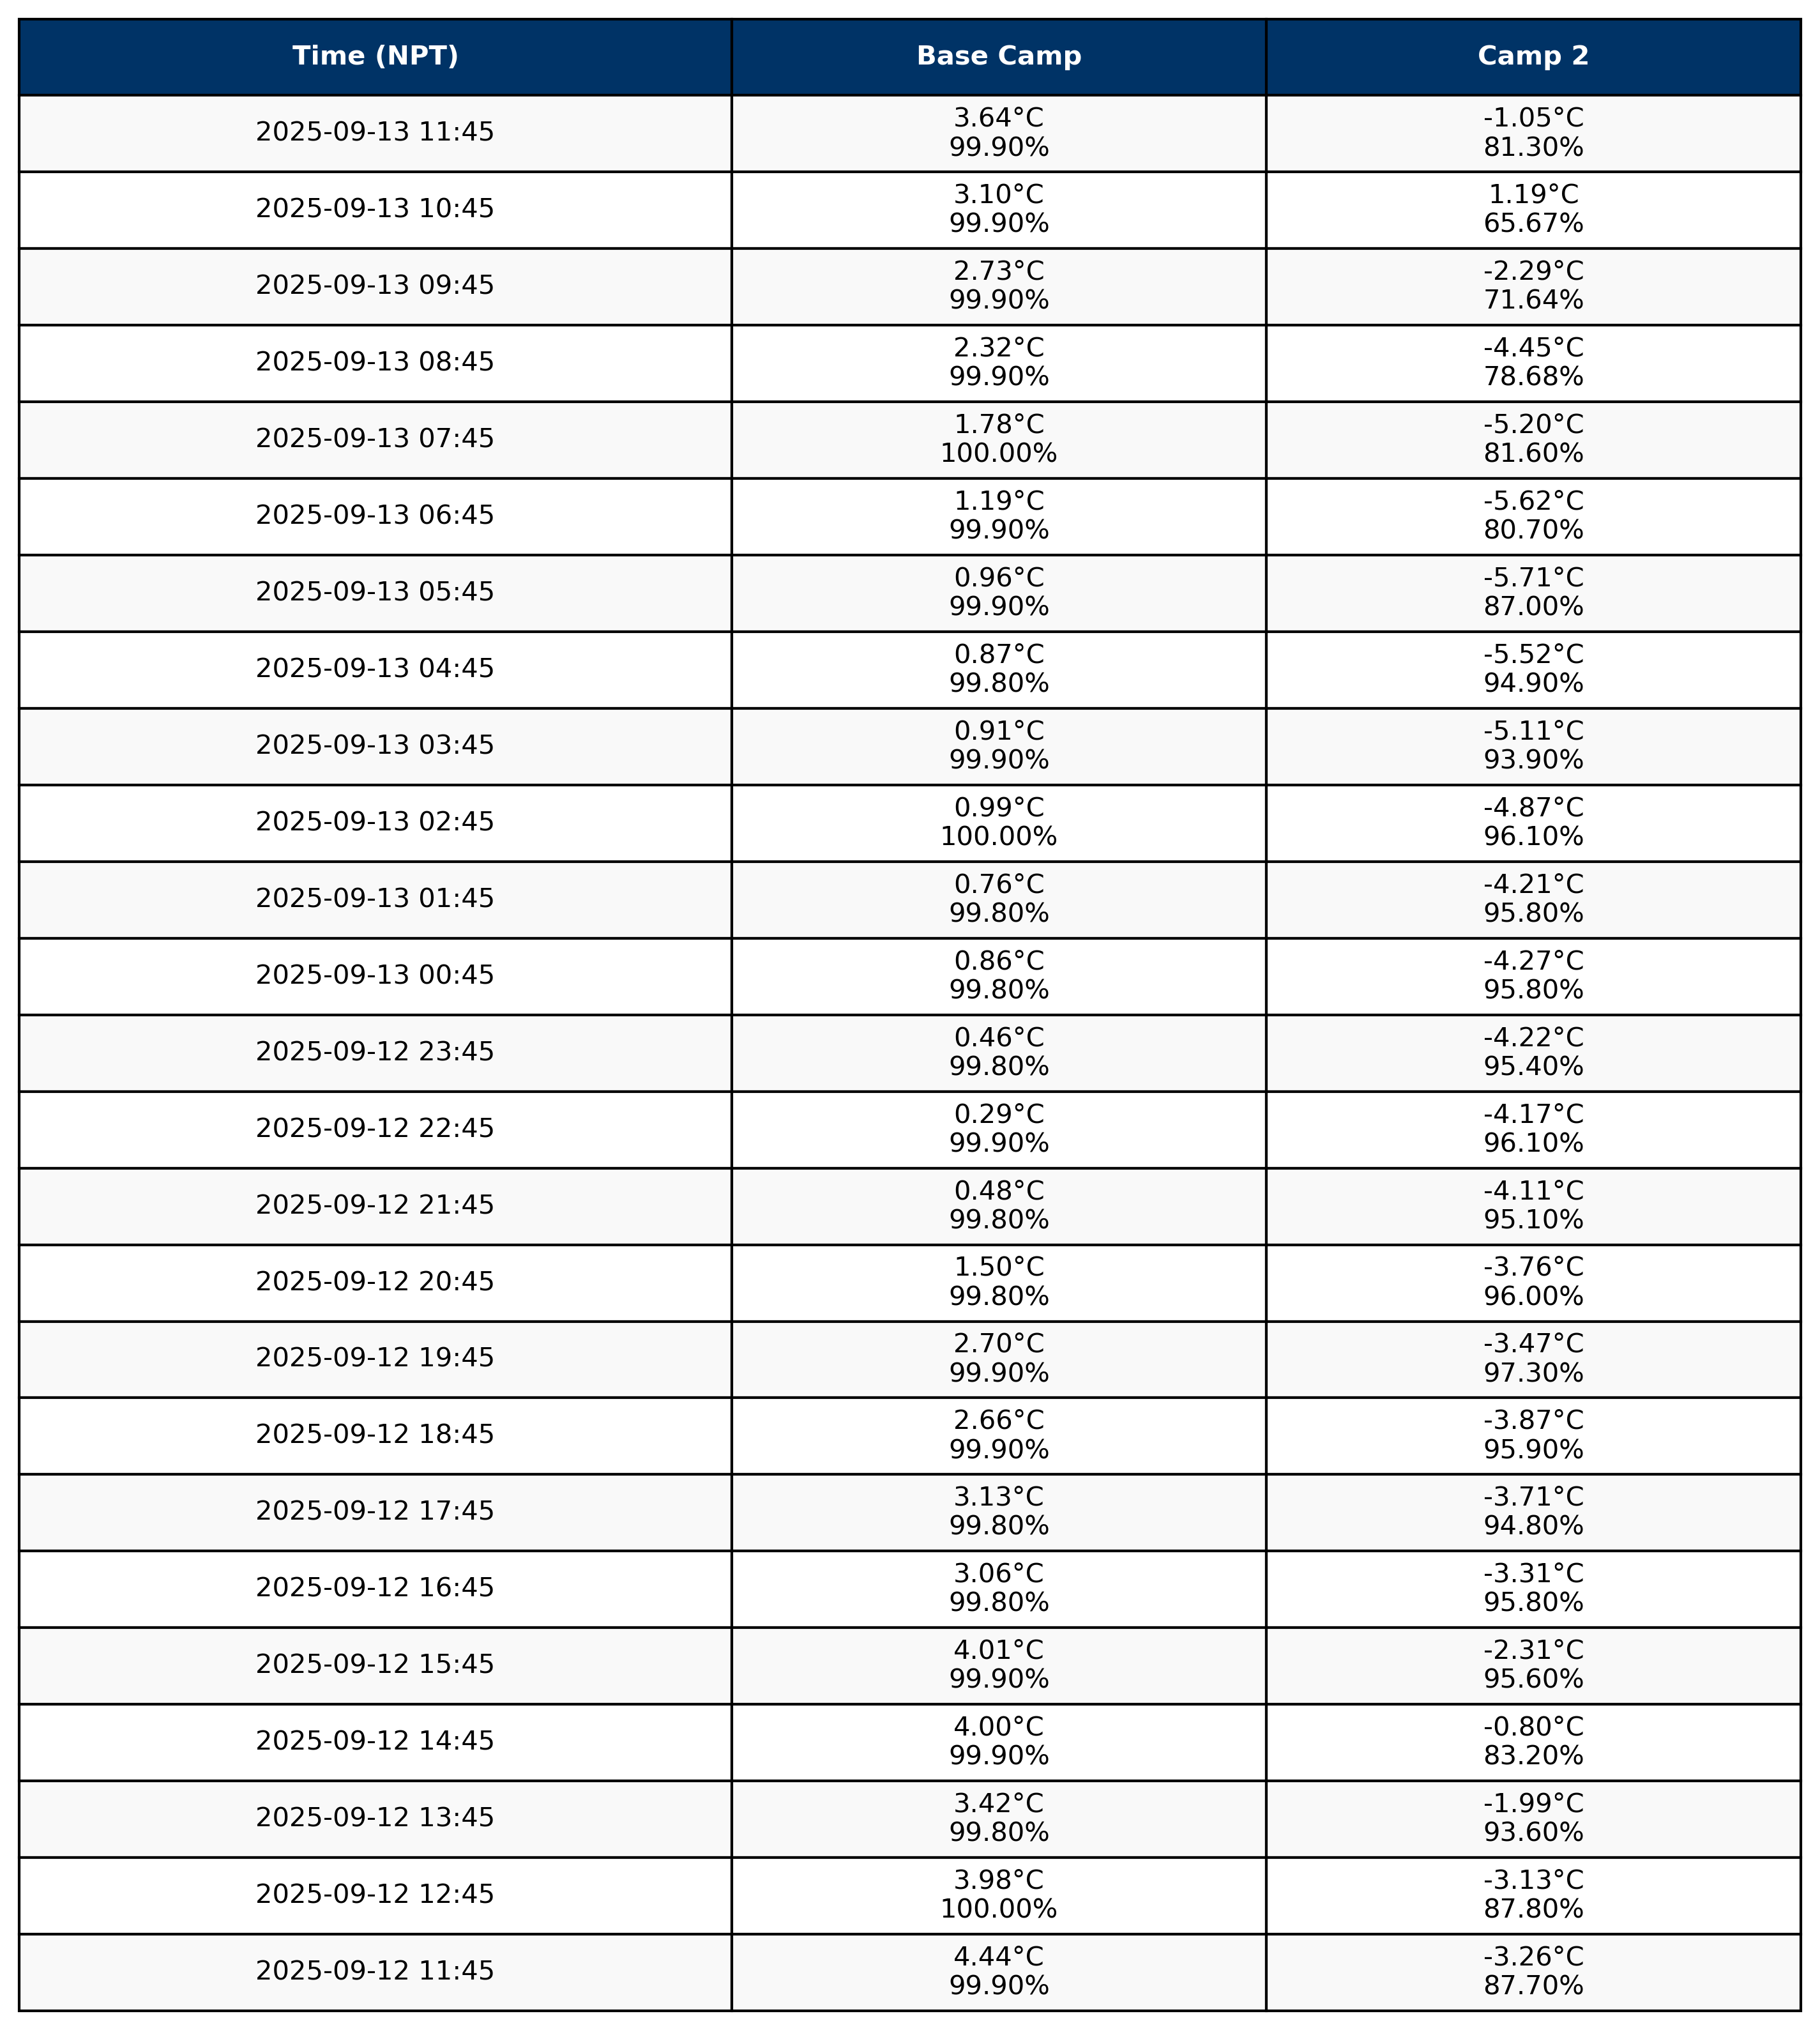 Time (NPT) Base Camp Camp 2
2025-09-13 11:45 3.64°C -1.05°C
99.90% 81.30%
2025-09-13 10:45 3.10°C 1.19°C
99.90% 65.67%
2025-09-13 09:45 2.73°C -2.29°C
99.90% 71.64%
2025-09-13 08:45 2.32°C -4.45°C
99.90% 78.68%
2025-09-13 07:45 1.78°C -5.20°C
100.00% 81.60%
2025-09-13 06:45 1.19°C -5.62°C
99.90% 80.70%
2025-09-13 05:45 0.96°C -5.71°C
99.90% 87.00%
2025-09-13 04:45 0.87°C -5.52°C
99.80% 94.90%
2025-09-13 03:45 0.91°C -5.11°C
99.90% 93.90%
2025-09-13 02:45 0.99°C -4.87°C
100.00% 96.10%
2025-09-13 01:45 0.76°C -4.21°C
99.80% 95.80%
2025-09-13 00:45 0.86°C -4.27°C
99.80% 95.80%
2025-09-12 23:45 0.46°C -4.22°C
99.80% 95.40%
2025-09-12 22:45 0.29°C -4.17°C
99.90% 96.10%
2025-09-12 21:45 0.48°C -4.11°C
99.80% 95.10%
2025-09-12 20:45 1.50°C -3.76°C
99.80% 96.00%
2025-09-12 19:45 2.70°C -3.47°C
99.90% 97.30%
2025-09-12 18:45 2.66°C -3.87°C
99.90% 95.90%
2025-09-12 17:45 3.13°C -3.71°C
99.80% 94.80%
2025-09-12 16:45 3.06°C -3.31°C
99.80% 95.80%
2025-09-12 15:45 4.01°C -2.31°C
99.90% 95.60%
2025-09-12 14:45 4.00°C -0.80°C
99.90% 83.20%
2025-09-12 13:45 3.42°C -1.99°C
99.80% 93.60%
2025-09-12 12:45 3.98°C -3.13°C
100.00% 87.80%
2025-09-12 11:45 4.44°C -3.26°C
99.90% 87.70%